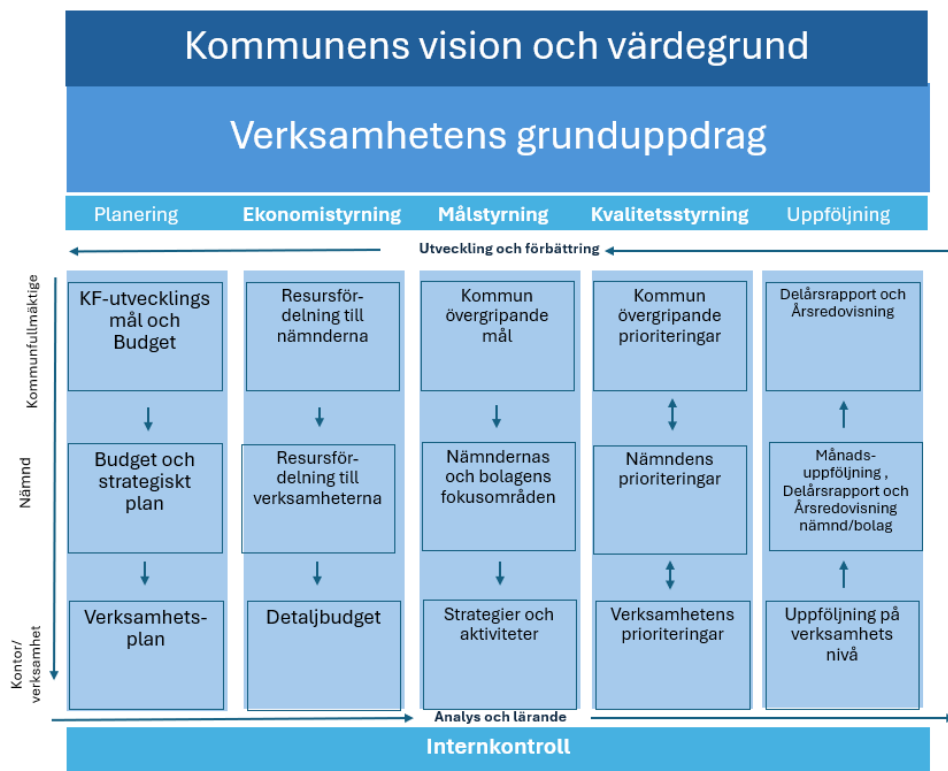 Kommunens vision och värdegrund
Verksamhetens grunduppdrag
Planering
Ekonomistyrning
Målstyrning
Kvalitetsstyrning
Uppföljning
Utveckling och förbättring
Kommunfullmäktige
KF-utvecklings
mål och
Budget
Resursför-
delning till
nämnderna
Kommun
övergripande
mål
Kommun
övergripande
prioriteringar
Delårsrapport och
Årsredovisning
Nämnd
Budget och
strategiskt
plan
Resursför-
delning till
verksamheterna
Nämndernas
och bolagens
fokusområden
Nämndens
prioriteringar
Månads-
uppföljning ,
Delårsrapport och
Årsredovisning
nämnd/bolag
Kontor/
verksamhet
Verksamhets-
plan
Detaljbudget
Strategier och
aktiviteter
Verksamhetens
prioriteringar
Uppföljning på
verksamhets
nivå
Analys och lärande
Internkontroll